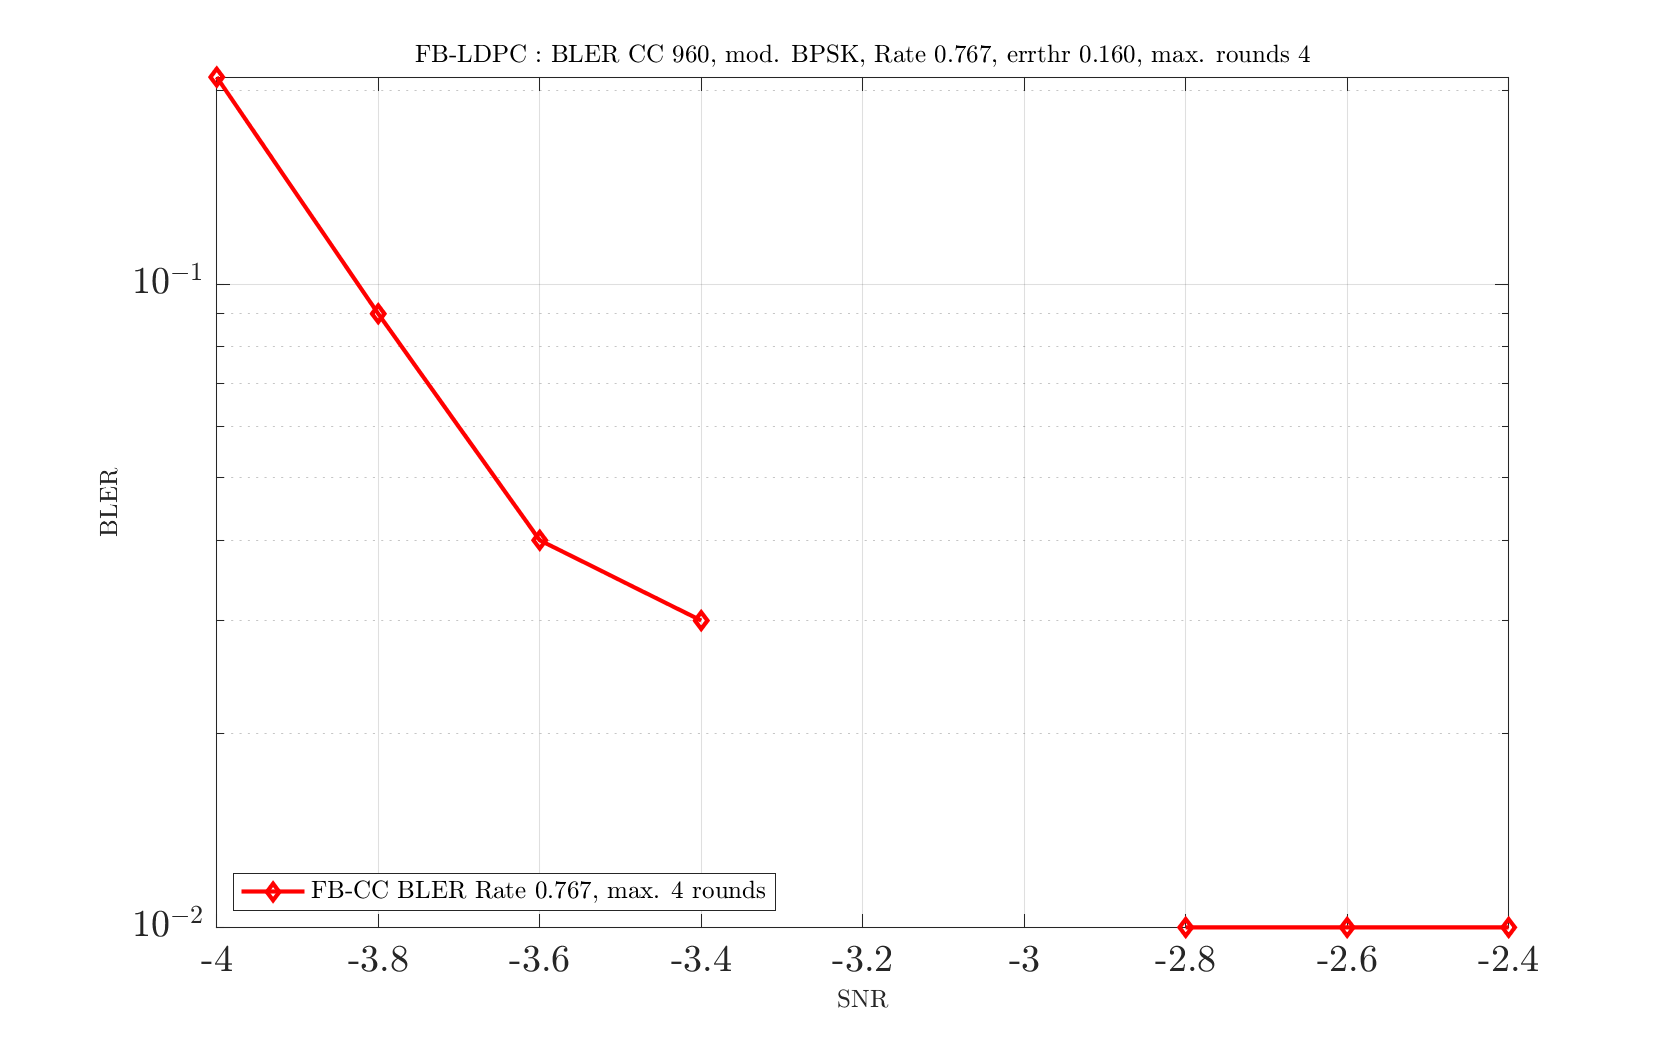 FB-LDPC : BLER CC 960, mod. BPSK, Rate 0.767, errthr 0.160, max. rounds 4
10⁻¹
BLER
10⁻²
FB-CC BLER Rate 0.767, max. 4 rounds
-4 -3.8 -3.6 -3.4 -3.2 -3 -2.8 -2.6 -2.4
SNR